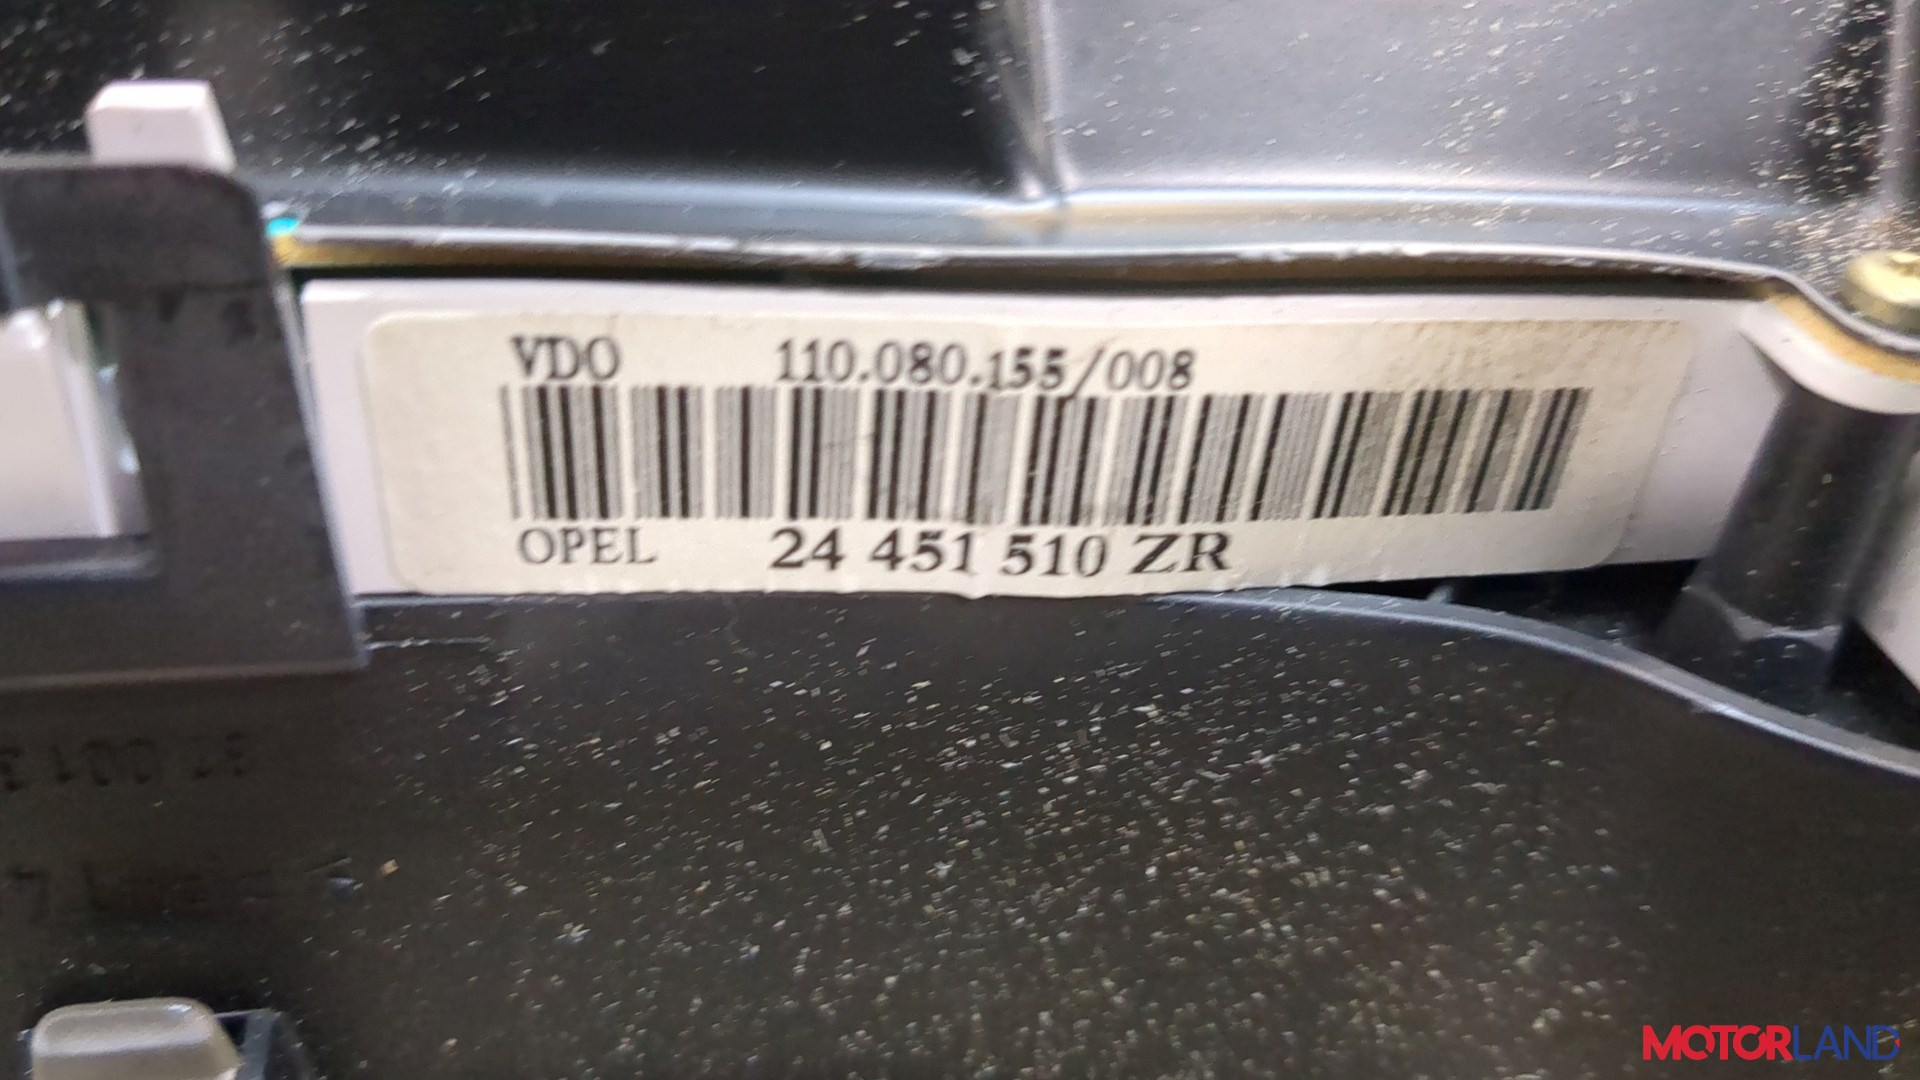 VDO 110.080.155/008
OPEL 24 451 510 ZR
MOTORLAND